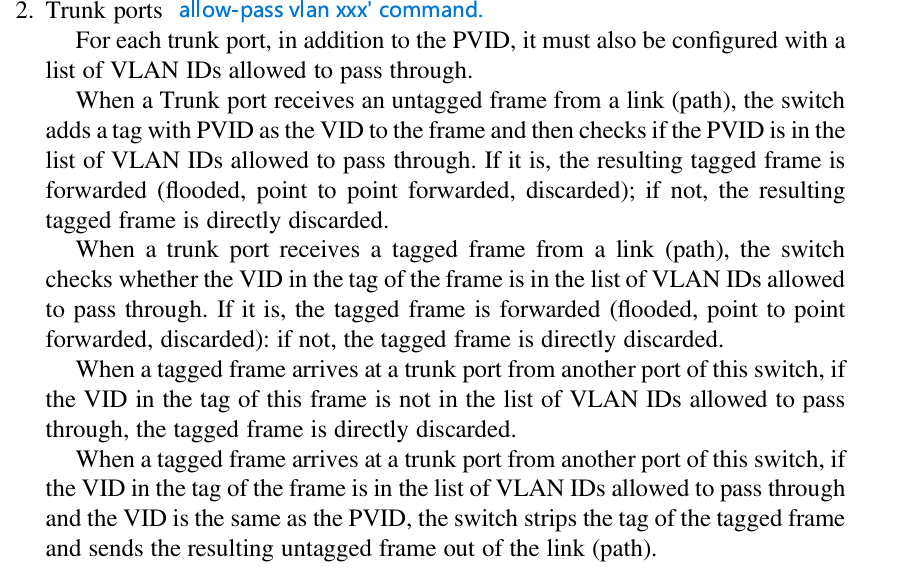 2. Trunk ports allow-pass vlan xxx' command.
For each trunk port, in addition to the PVID, it must also be configured with a
list of VLAN IDs allowed to pass through.
When a Trunk port receives an untagged frame from a link (path), the switch
adds a tag with PVID as the VID to the frame and then checks if the PVID is in the
list of VLAN IDs allowed to pass through. If it is, the resulting tagged frame is
forwarded (flooded, point to point forwarded, discarded); if not, the resulting
tagged frame is directly discarded.
When a trunk port receives a tagged frame from a link (path), the switch
checks whether the VID in the tag of the frame is in the list of VLAN IDs allowed
to pass through. If it is, the tagged frame is forwarded (flooded, point to point
forwarded, discarded): if not, the tagged frame is directly discarded.
When a tagged frame arrives at a trunk port from another port of this switch, if
the VID in the tag of this frame is not in the list of VLAN IDs allowed to pass
through, the tagged frame is directly discarded.
When a tagged frame arrives at a trunk port from another port of this switch, if
the VID in the tag of the frame is in the list of VLAN IDs allowed to pass through
and the VID is the same as the PVID, the switch strips the tag of the tagged frame
and sends the resulting untagged frame out of the link (path).